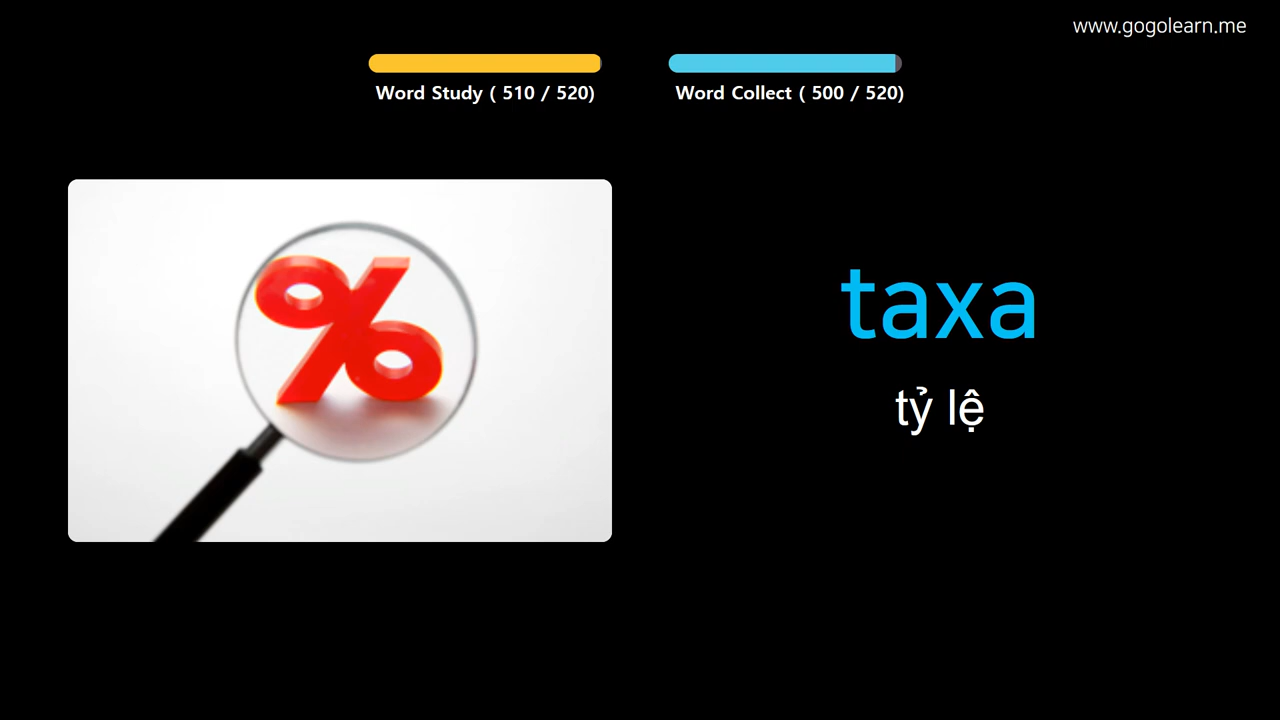 www.gogolearn.me
Word Study ( 510 / 520)
Word Collect ( 500 / 520)
%
taxa
tỷ lệ